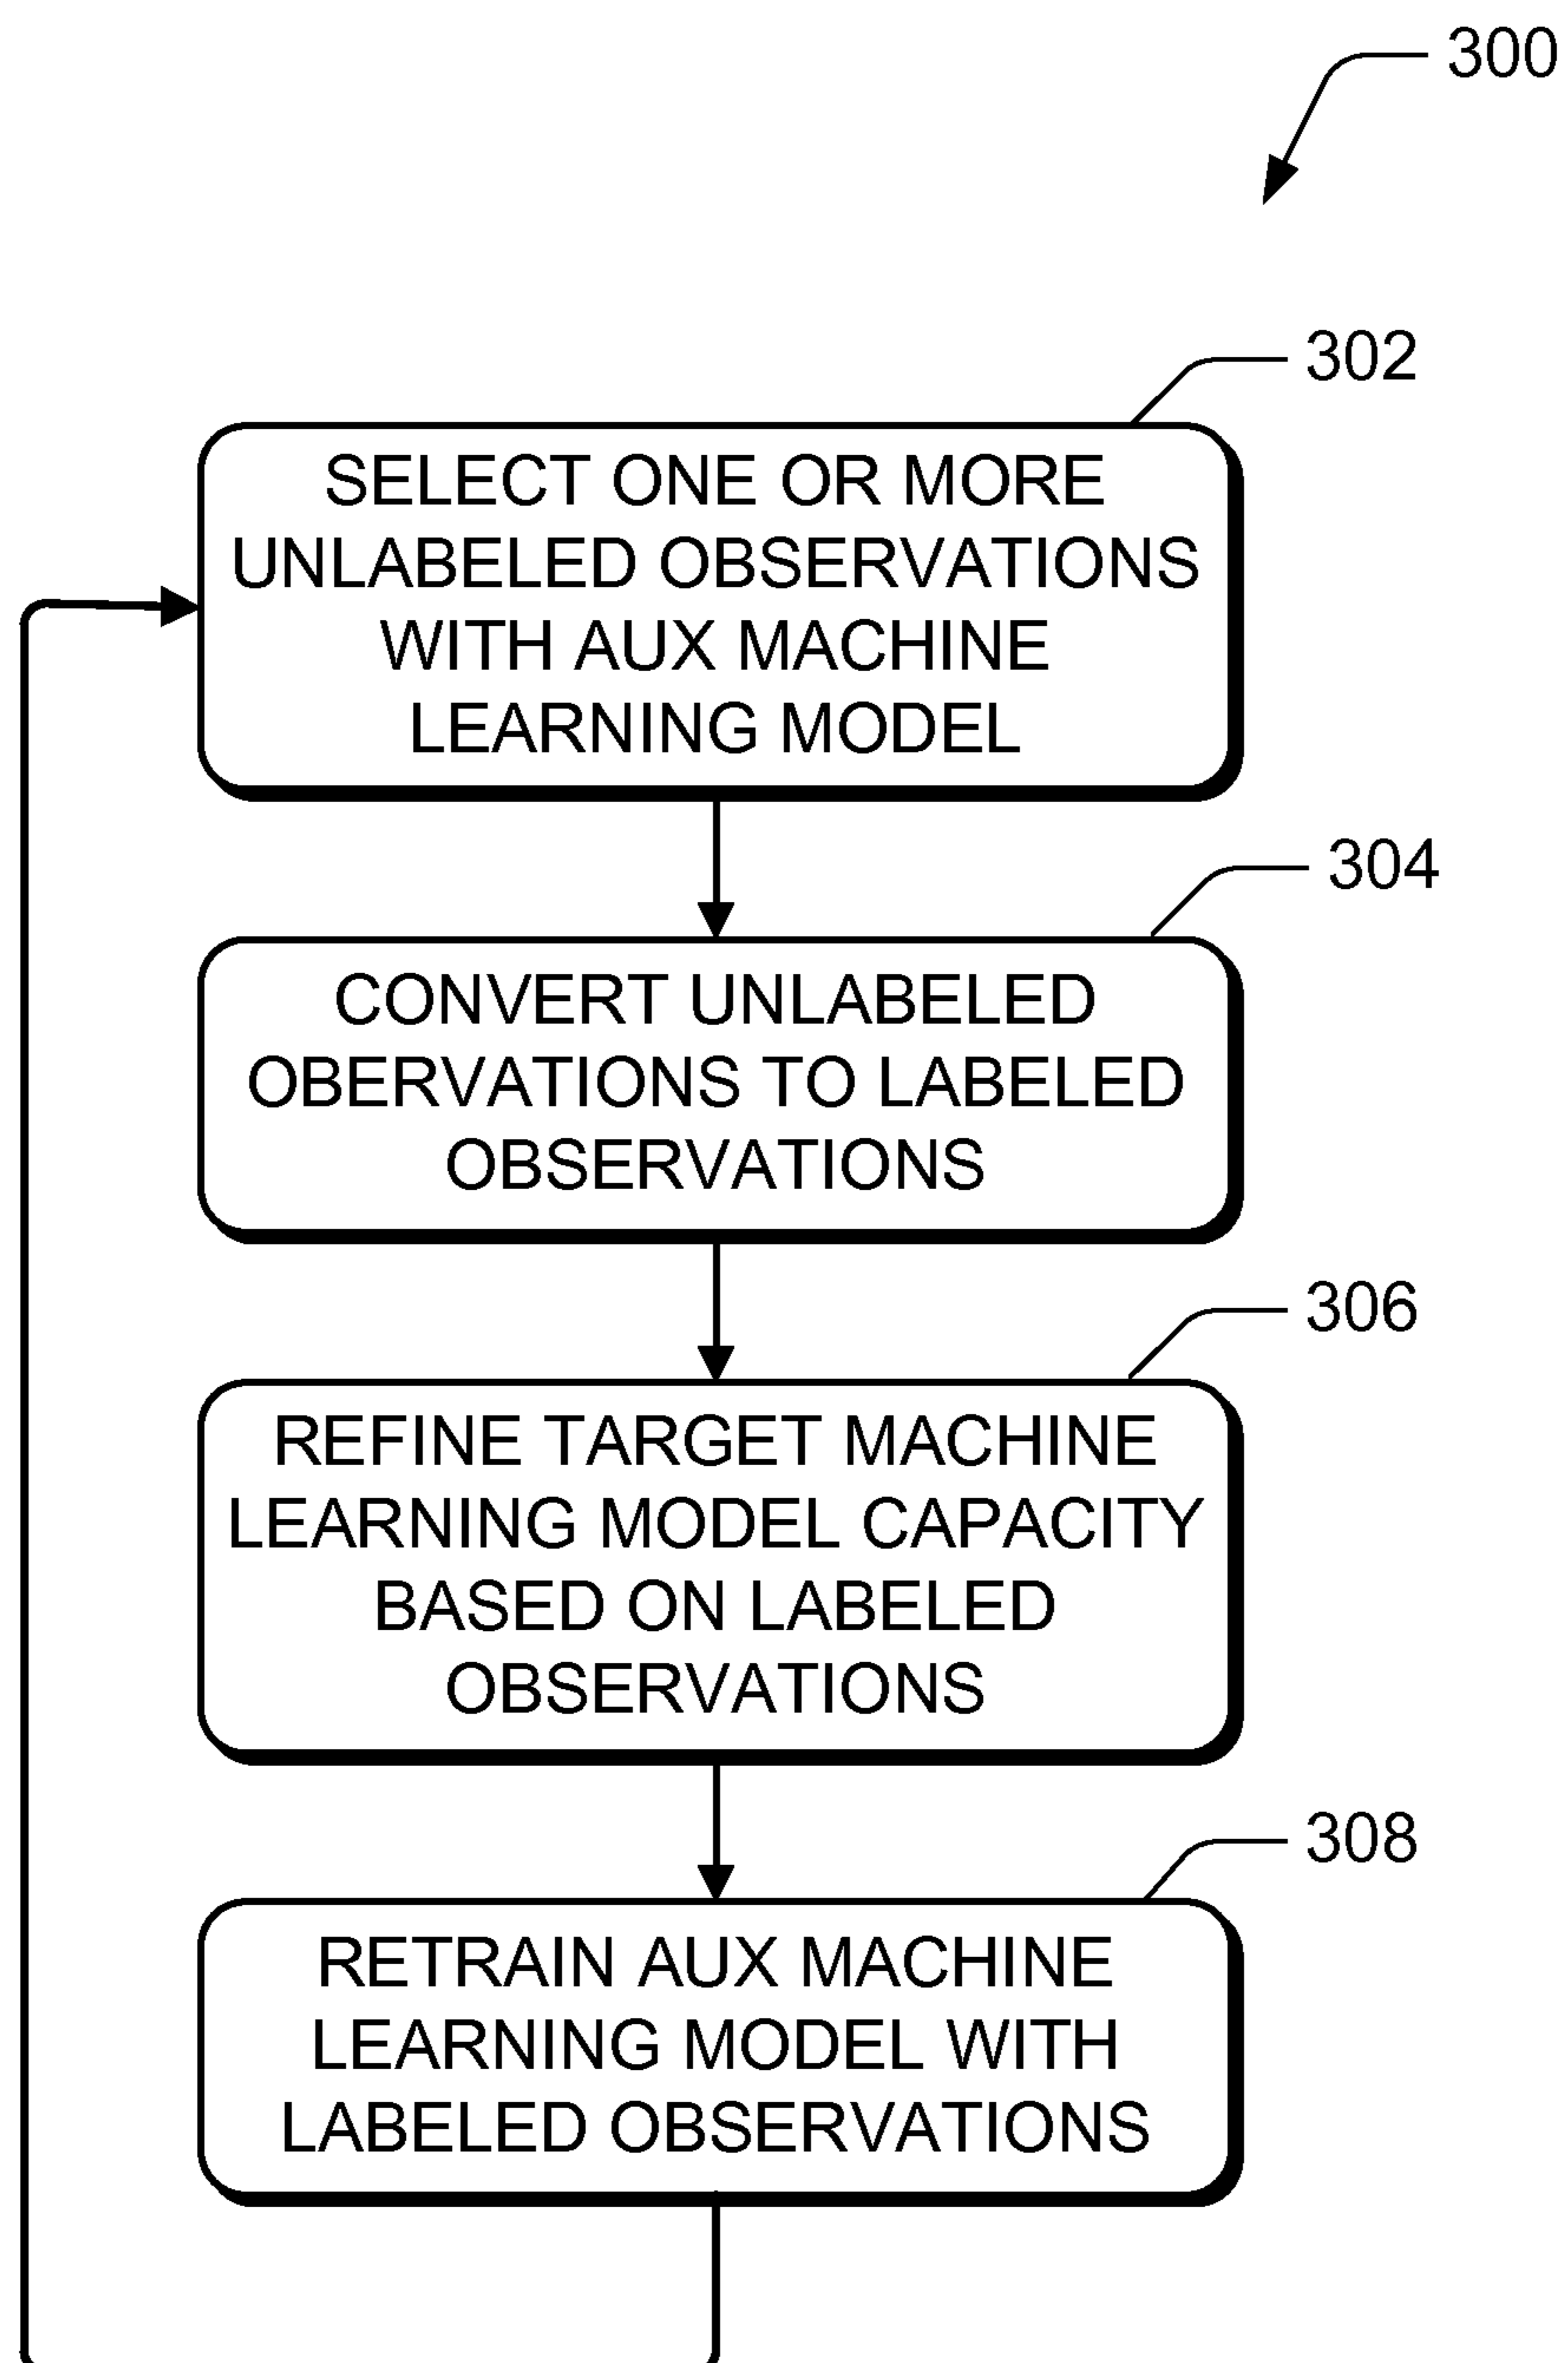 300
302
SELECT ONE OR MORE
UNLABELED OBSERVATIONS
WITH AUX MACHINE
LEARNING MODEL
304
CONVERT UNLABELED
OBERVATIONS TO LABELED
OBSERVATIONS
306
REFINE TARGET MACHINE
LEARNING MODEL CAPACITY
BASED ON LABELED
OBSERVATIONS
308
RETRAIN AUX MACHINE
LEARNING MODEL WITH
LABELED OBSERVATIONS